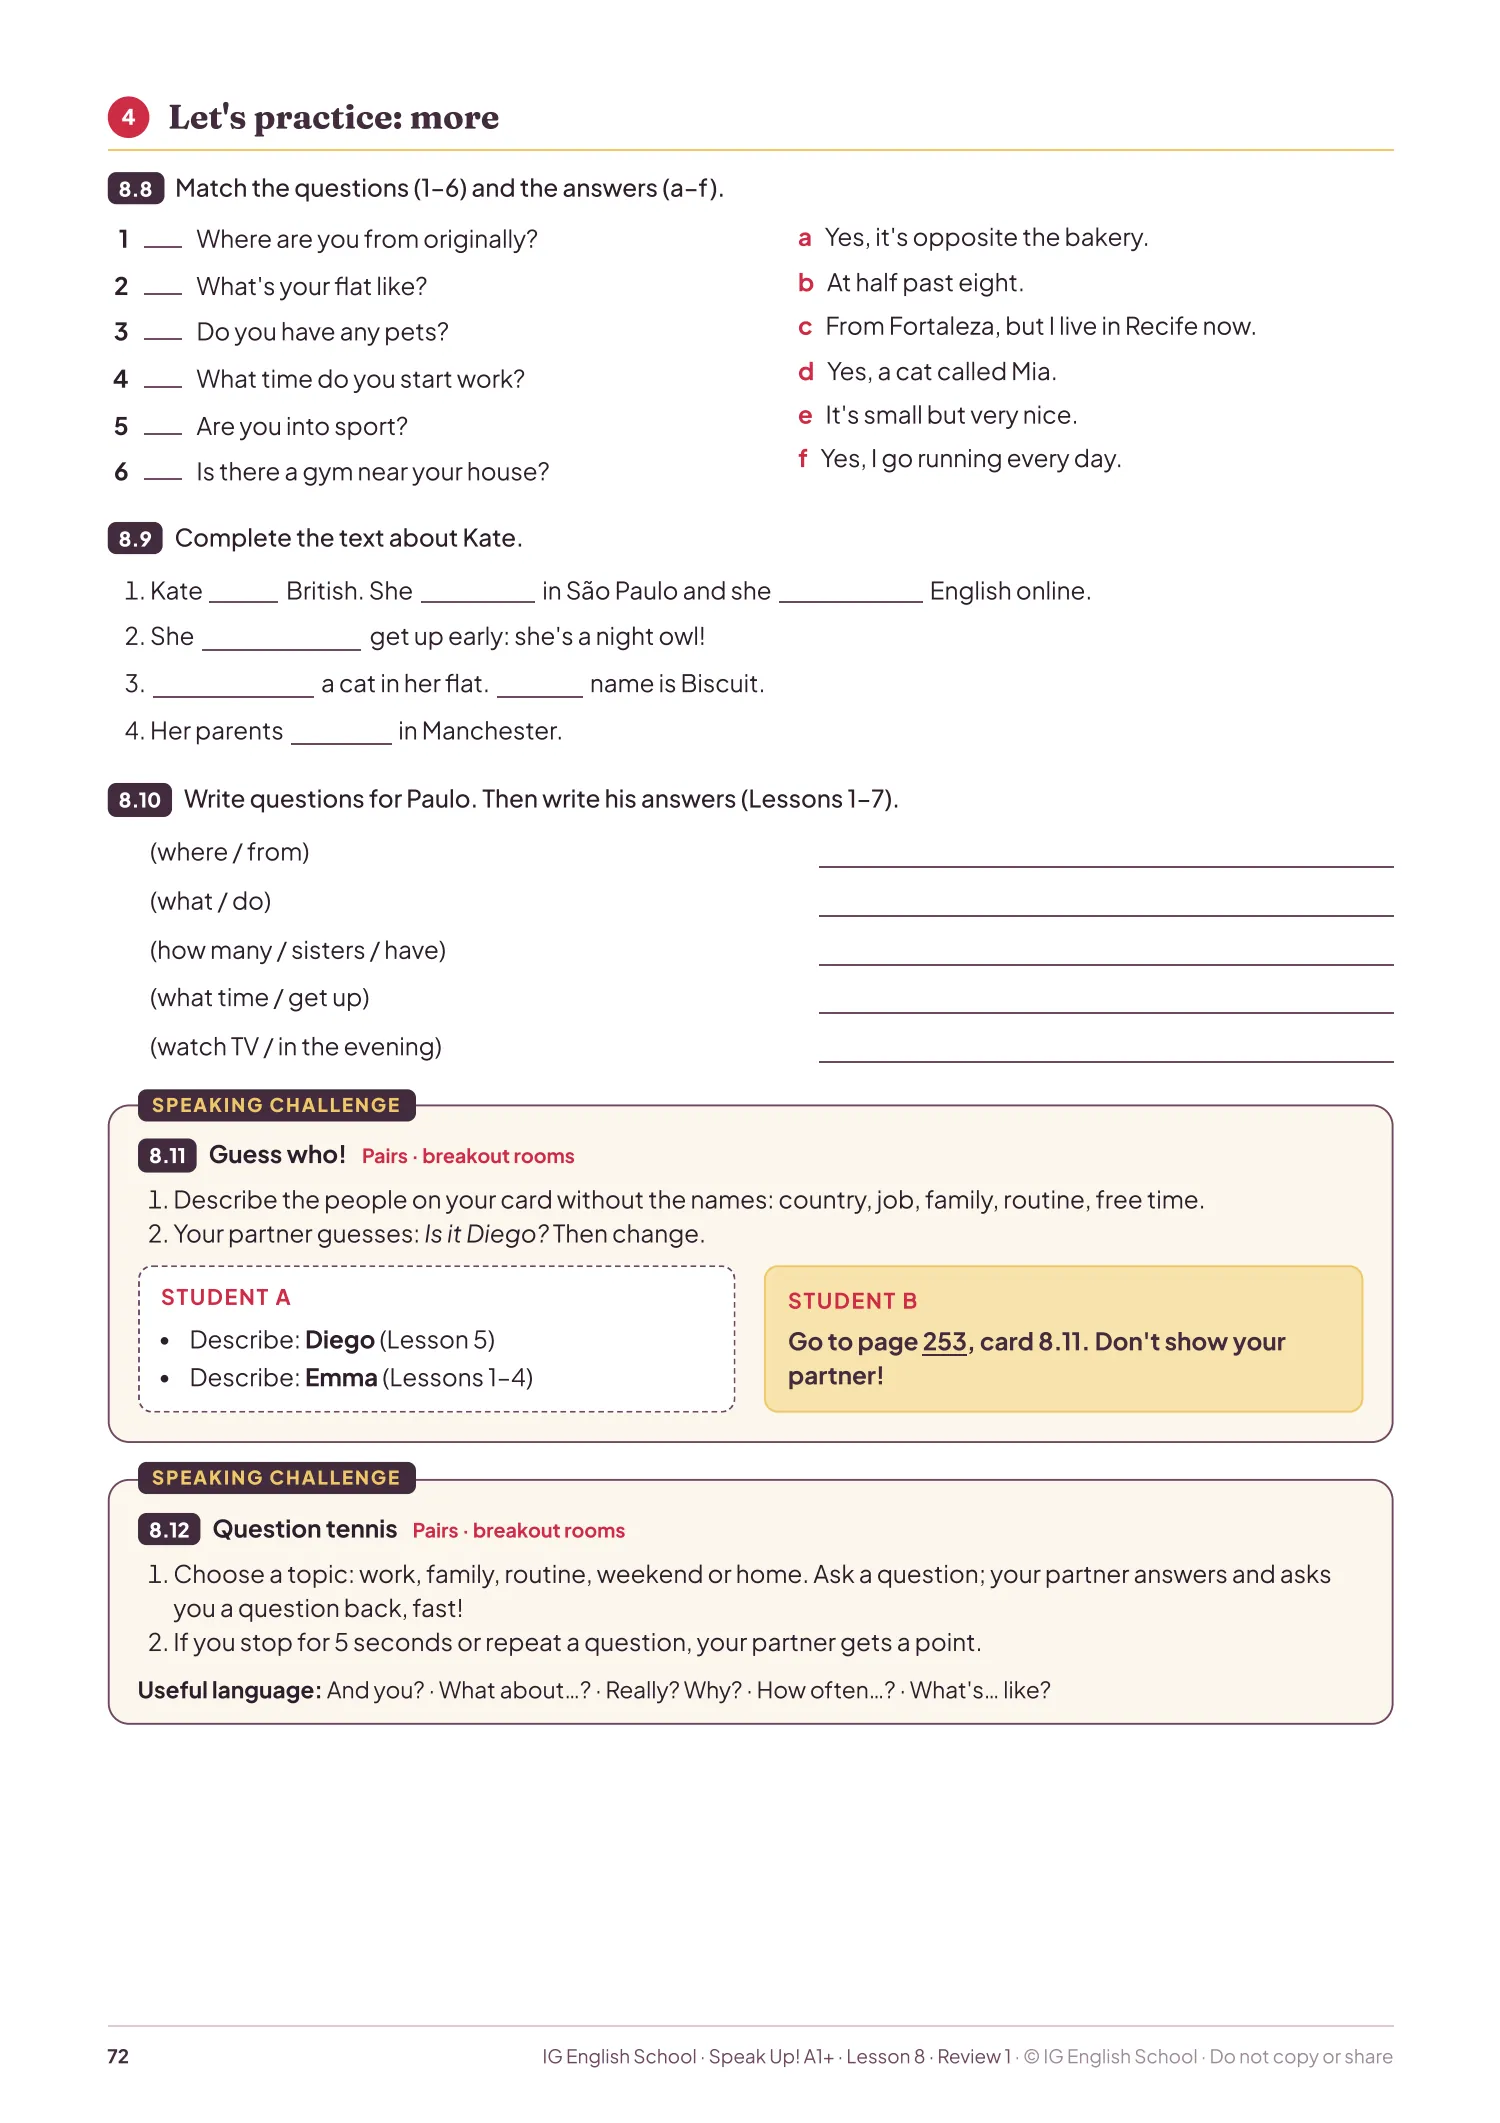 4 Let's practice: more
8.8 Match the questions (1–6) and the answers (a–f).
1 ___ Where are you from originally?
2 ___ What's your flat like?
3 ___ Do you have any pets?
4 ___ What time do you start work?
5 ___ Are you into sport?
6 ___ Is there a gym near your house?
a Yes, it's opposite the bakery.
b At half past eight.
c From Fortaleza, but I live in Recife now.
d Yes, a cat called Mia.
e It's small but very nice.
f Yes, I go running every day.
8.9 Complete the text about Kate.
1. Kate _____ British. She ________ in São Paulo and she __________ English online.
2. She ___________ get up early: she's a night owl!
3. ___________ a cat in her flat. ______ name is Biscuit.
4. Her parents _______ in Manchester.
8.10 Write questions for Paulo. Then write his answers (Lessons 1–7).
(where / from)
(what / do)
(how many / sisters / have)
(what time / get up)
(watch TV / in the evening)
SPEAKING CHALLENGE
8.11 Guess who! Pairs · breakout rooms
1. Describe the people on your card without the names: country, job, family, routine, free time.
2. Your partner guesses: Is it Diego? Then change.
STUDENT A
• Describe: Diego (Lesson 5)
• Describe: Emma (Lessons 1–4)
STUDENT B
Go to page 253, card 8.11. Don't show your
partner!
SPEAKING CHALLENGE
8.12 Question tennis Pairs · breakout rooms
1. Choose a topic: work, family, routine, weekend or home. Ask a question; your partner answers and asks
you a question back, fast!
2. If you stop for 5 seconds or repeat a question, your partner gets a point.
Useful language: And you? · What about…? · Really? Why? · How often…? · What's… like?
72 IG English School · Speak Up! A1+ · Lesson 8 · Review 1 · © IG English School · Do not copy or share